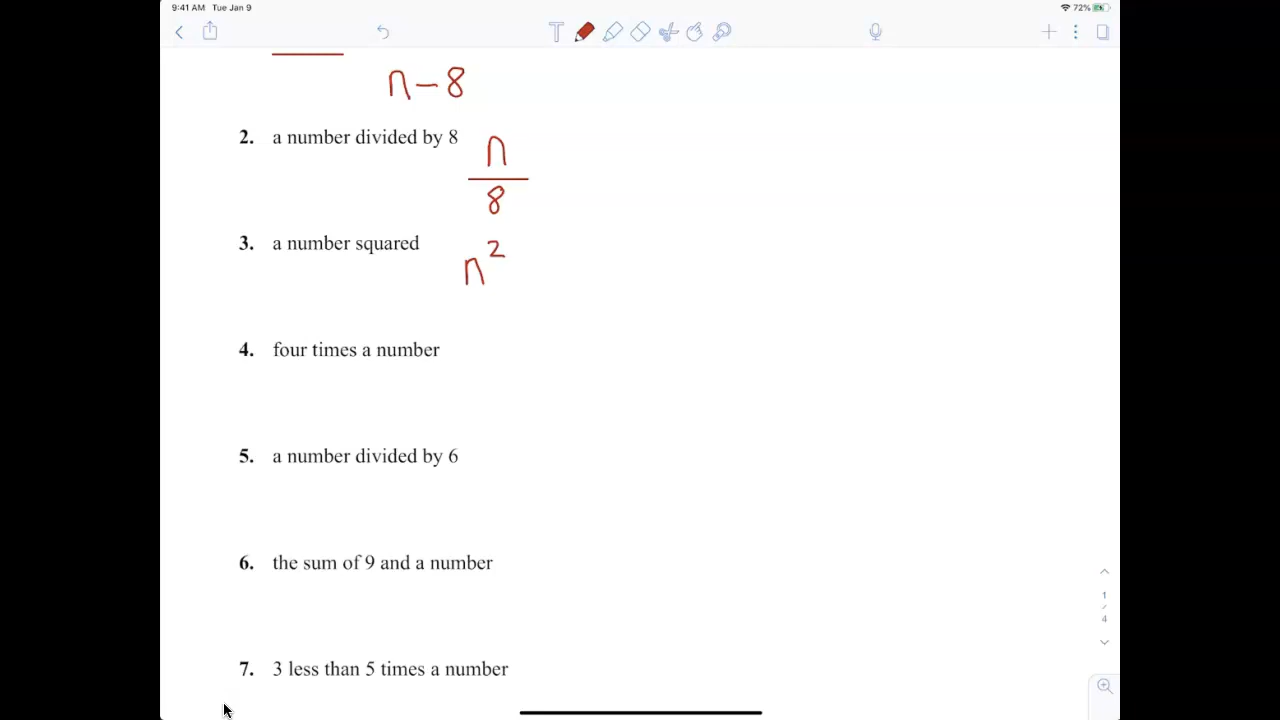 9:41 AM Tue Jan 9
72%
n - 8
2. a number divided by 8
n
8
3. a number squared
n²
4. four times a number
5. a number divided by 6
6. the sum of 9 and a number
1
/
4
7. 3 less than 5 times a number